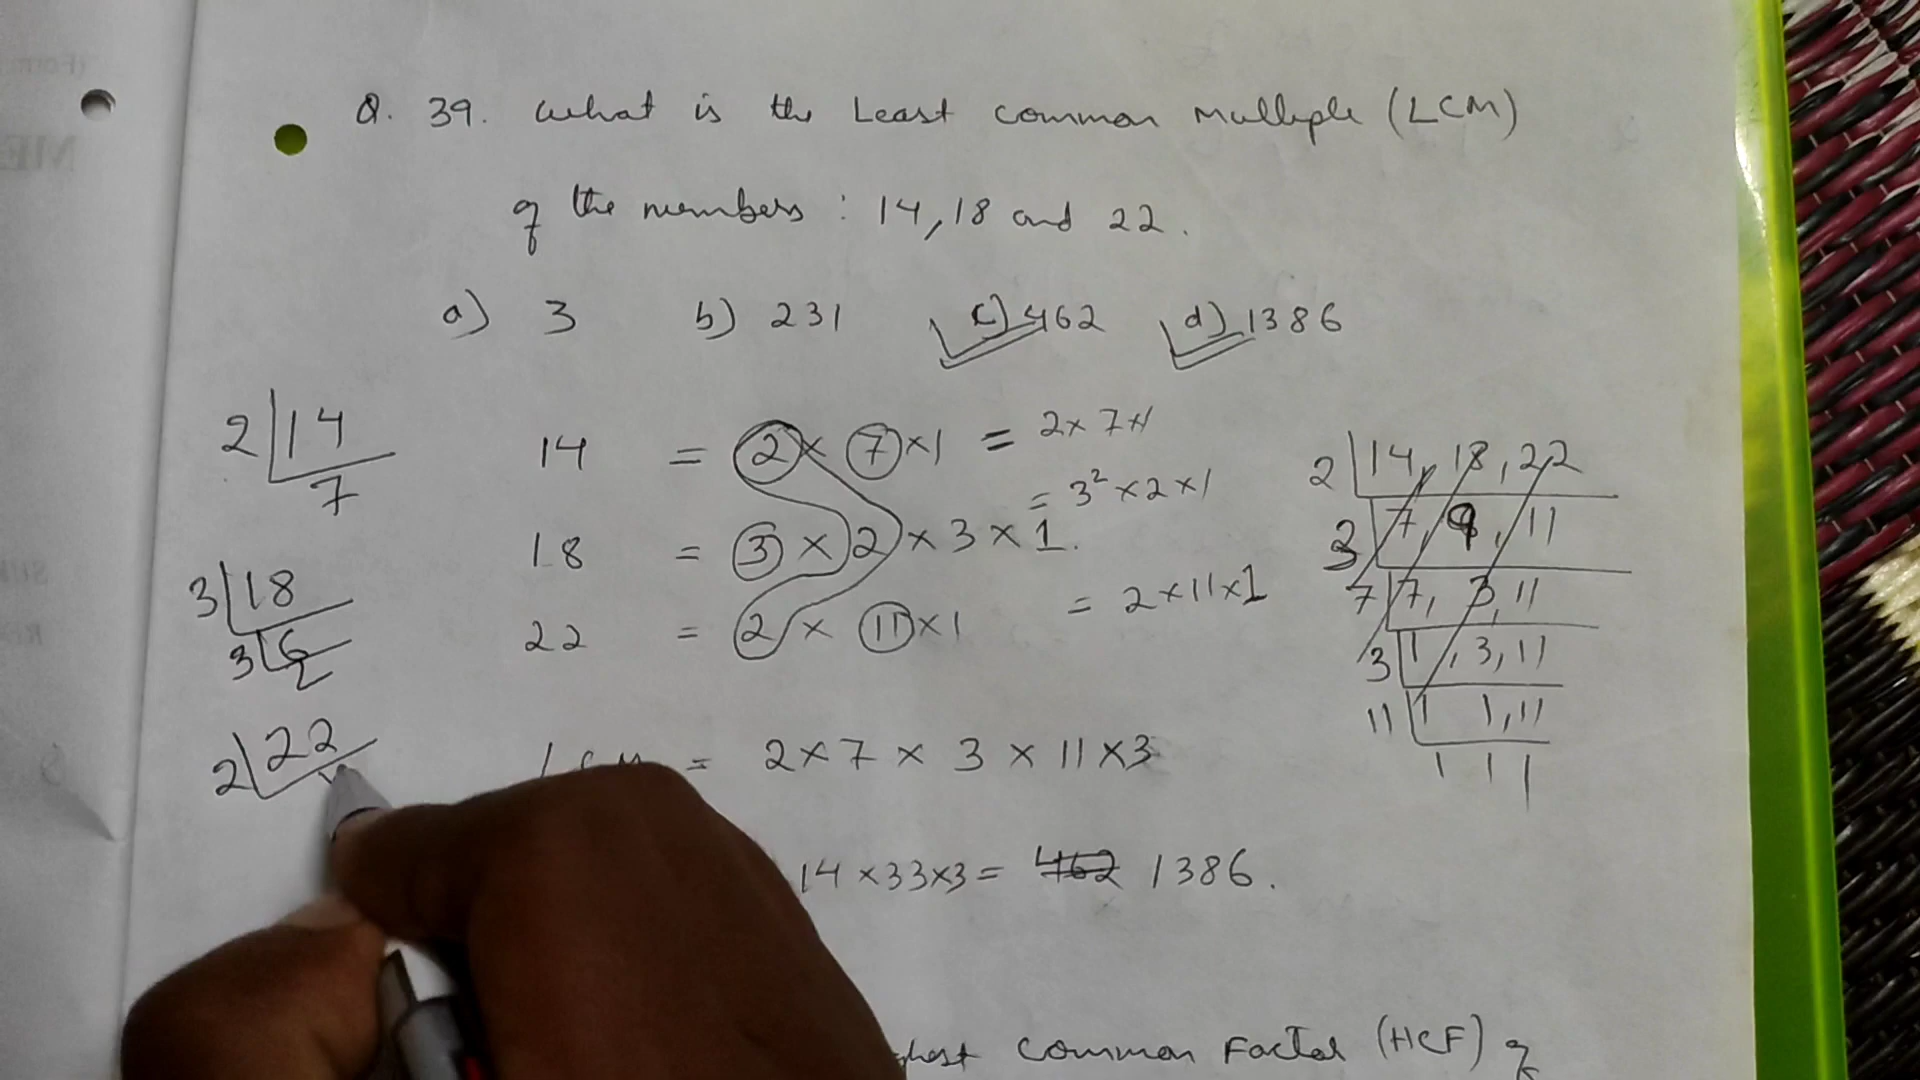 Q. 39. What is the Least common Multiple (LCM)
of the numbers : 14, 18 and 22.
a) 3 b) 231 c) 462 d) 1386
2 | 14
7
14 = 2 × 7 × 1 = 2 × 7 × 1
18 = 3 × 2 × 3 × 1. = 3² × 2 × 1
22 = 2 × 11 × 1 = 2 × 11 × 1
3 | 18
3 | 6
2
2 | 22
2 | 14, 18, 22
3 | 7, 9, 11
7 | 7, 3, 11
3 | 1, 3, 11
11 | 1 1, 11
1 1 1
LCM = 2 × 7 × 3 × 11 × 3
14 × 33 × 3 = 462 1386.
Common Factor (HCF) of